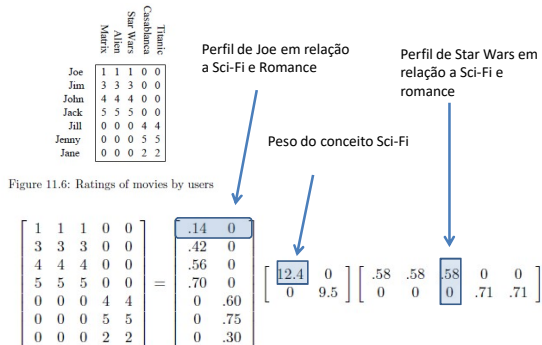 Matrix
Alien
Star Wars
Casablanca
Titanic
Joe 1 1 1 0 0
Jim 3 3 3 0 0
John 4 4 4 0 0
Jack 5 5 5 0 0
Jill 0 0 0 4 4
Jenny 0 0 0 5 5
Jane 0 0 0 2 2
Figure 11.6: Ratings of movies by users
Perfil de Joe em relação
a Sci-Fi e Romance
Perfil de Star Wars em
relação a Sci-Fi e
romance
Peso do conceito Sci-Fi
1 1 1 0 0
3 3 3 0 0
4 4 4 0 0
5 5 5 0 0
0 0 0 4 4
0 0 0 5 5
0 0 0 2 2
=
.14 0
.42 0
.56 0
.70 0
0 .60
0 .75
0 .30
12.4 0
0 9.5
.58 .58 .58 0 0
0 0 0 .71 .71